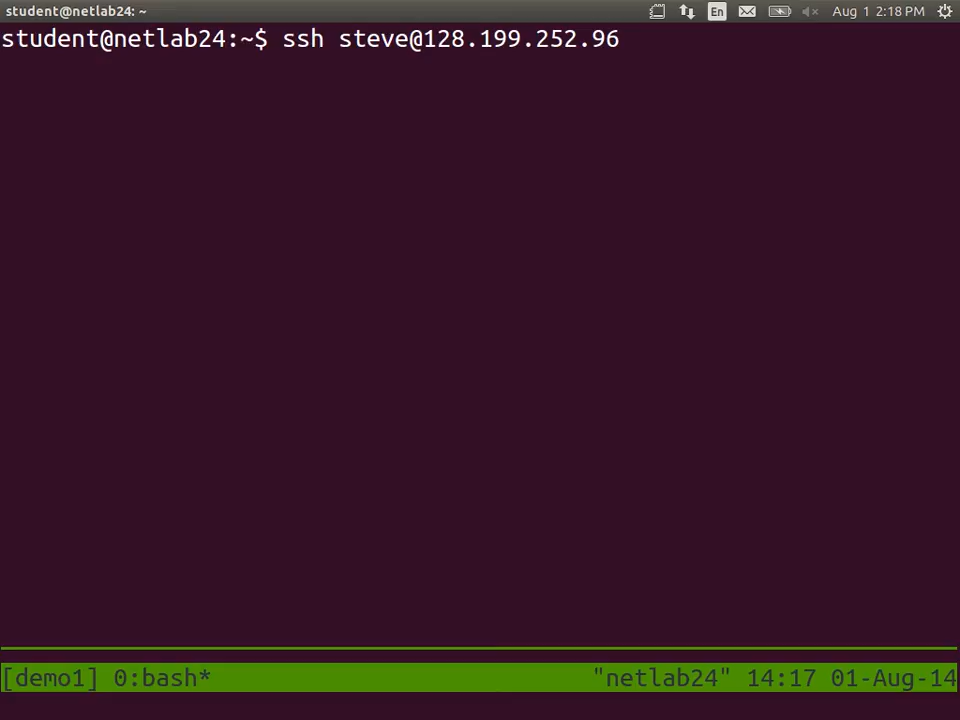 student@netlab24: ~
En
Aug 1 2:18 PM
student@netlab24:~$ ssh steve@128.199.252.96
[demo1] 0:bash* "netlab24" 14:17 01-Aug-14